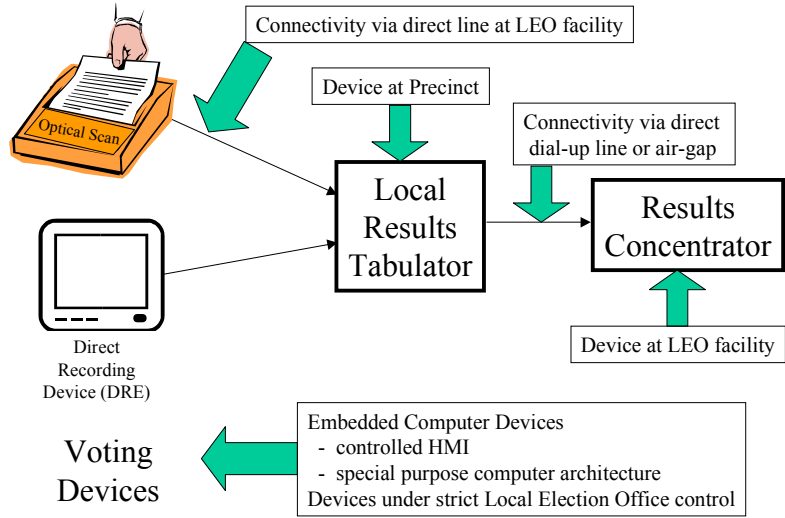 Connectivity via direct line at LEO facility
Optical Scan
Device at Precinct
Connectivity via direct
dial-up line or air-gap
Local
Results
Tabulator
Results
Concentrator
Direct
Recording
Device (DRE)
Device at LEO facility
Voting
Devices
Embedded Computer Devices
- controlled HMI
- special purpose computer architecture
Devices under strict Local Election Office control